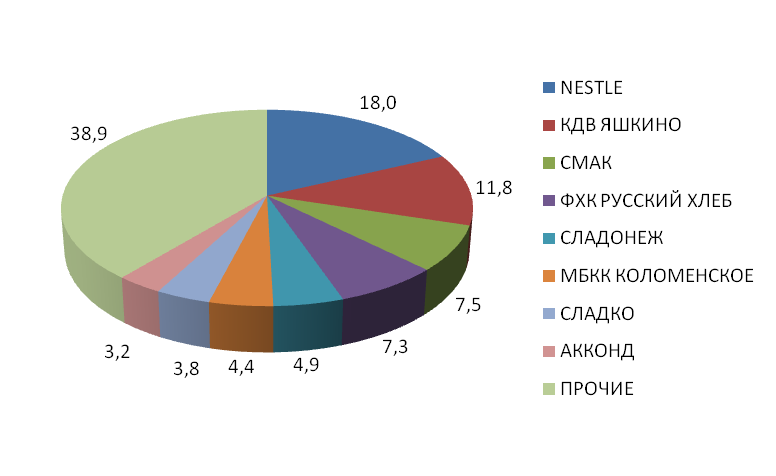 18,0
38,9
11,8
7,5
7,3
4,9
4,4
3,8
3,2
NESTLE
КДВ ЯШКИНО
СМАК
ФХК РУССКИЙ ХЛЕБ
СЛАДОНЕЖ
МБКК КОЛОМЕНСКОЕ
СЛАДКО
АККОНД
ПРОЧИЕ